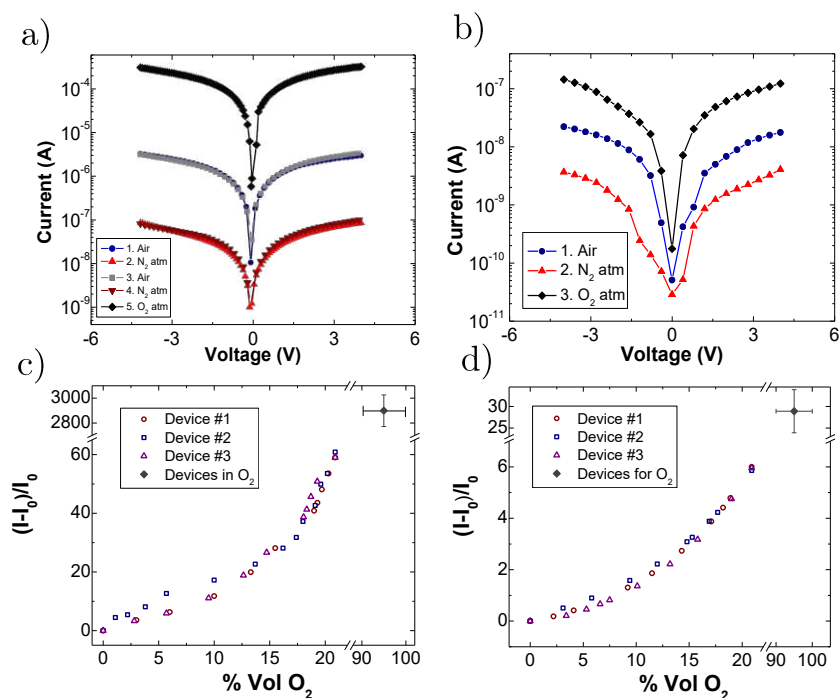 a)
Current (A)
10⁻⁴
10⁻⁵
10⁻⁶
10⁻⁷
10⁻⁸
10⁻⁹
1. Air
2. N₂ atm
3. Air
4. N₂ atm
5. O₂ atm
-6 -3 0 3 6
Voltage (V)
b)
Current (A)
10⁻⁷
10⁻⁸
10⁻⁹
10⁻¹⁰
10⁻¹¹
1. Air
2. N₂ atm
3. O₂ atm
-6 -3 0 3 6
Voltage (V)
c)
(I-I₀)/I₀
3000
2800
60
40
20
0
Device #1
Device #2
Device #3
Devices in O₂
0 5 10 15 20 90 100
% Vol O₂
d)
(I-I₀)/I₀
30
25
6
4
2
0
Device #1
Device #2
Device #3
Devices for O₂
0 5 10 15 20 90 100
% Vol O₂